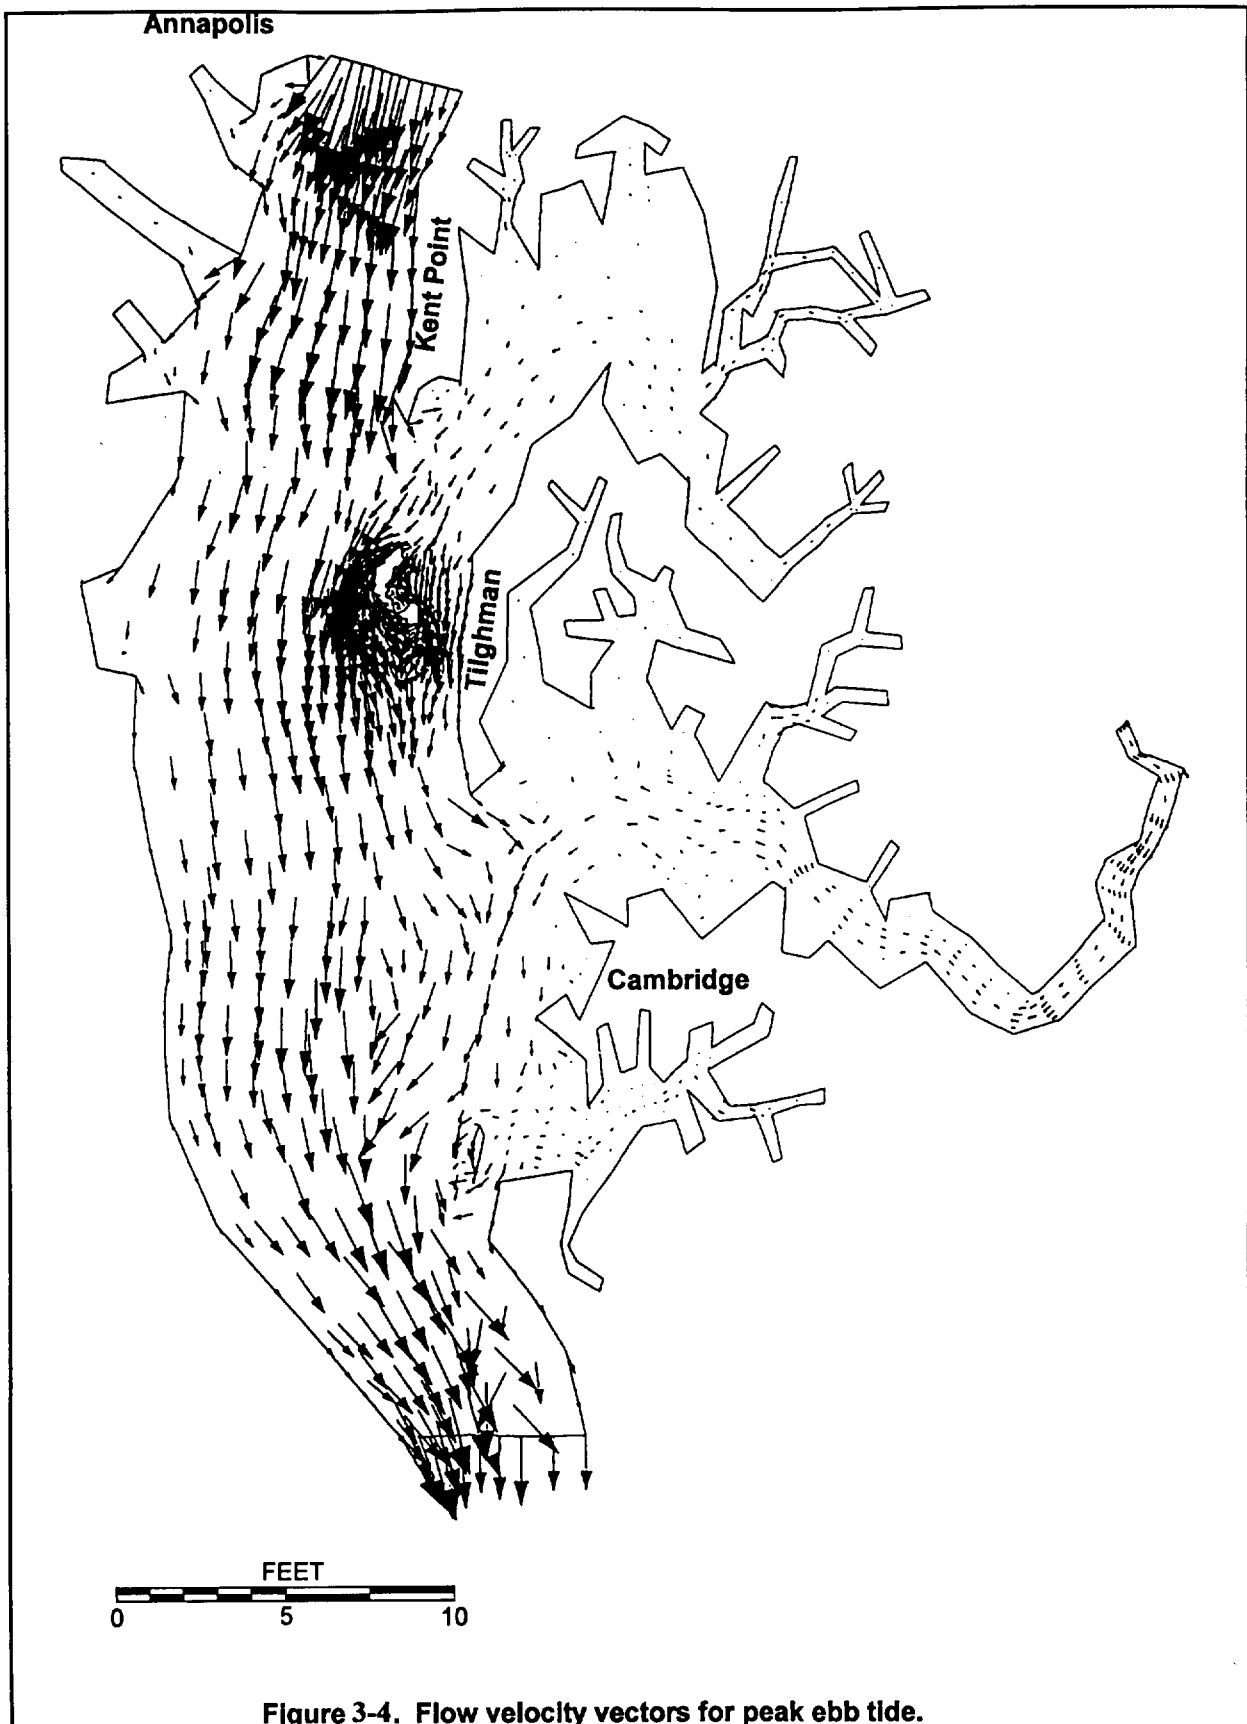 Annapolis
Kent Point
Tilghman
Cambridge
FEET
0 5 10
Figure 3-4. Flow velocity vectors for peak ebb tide.